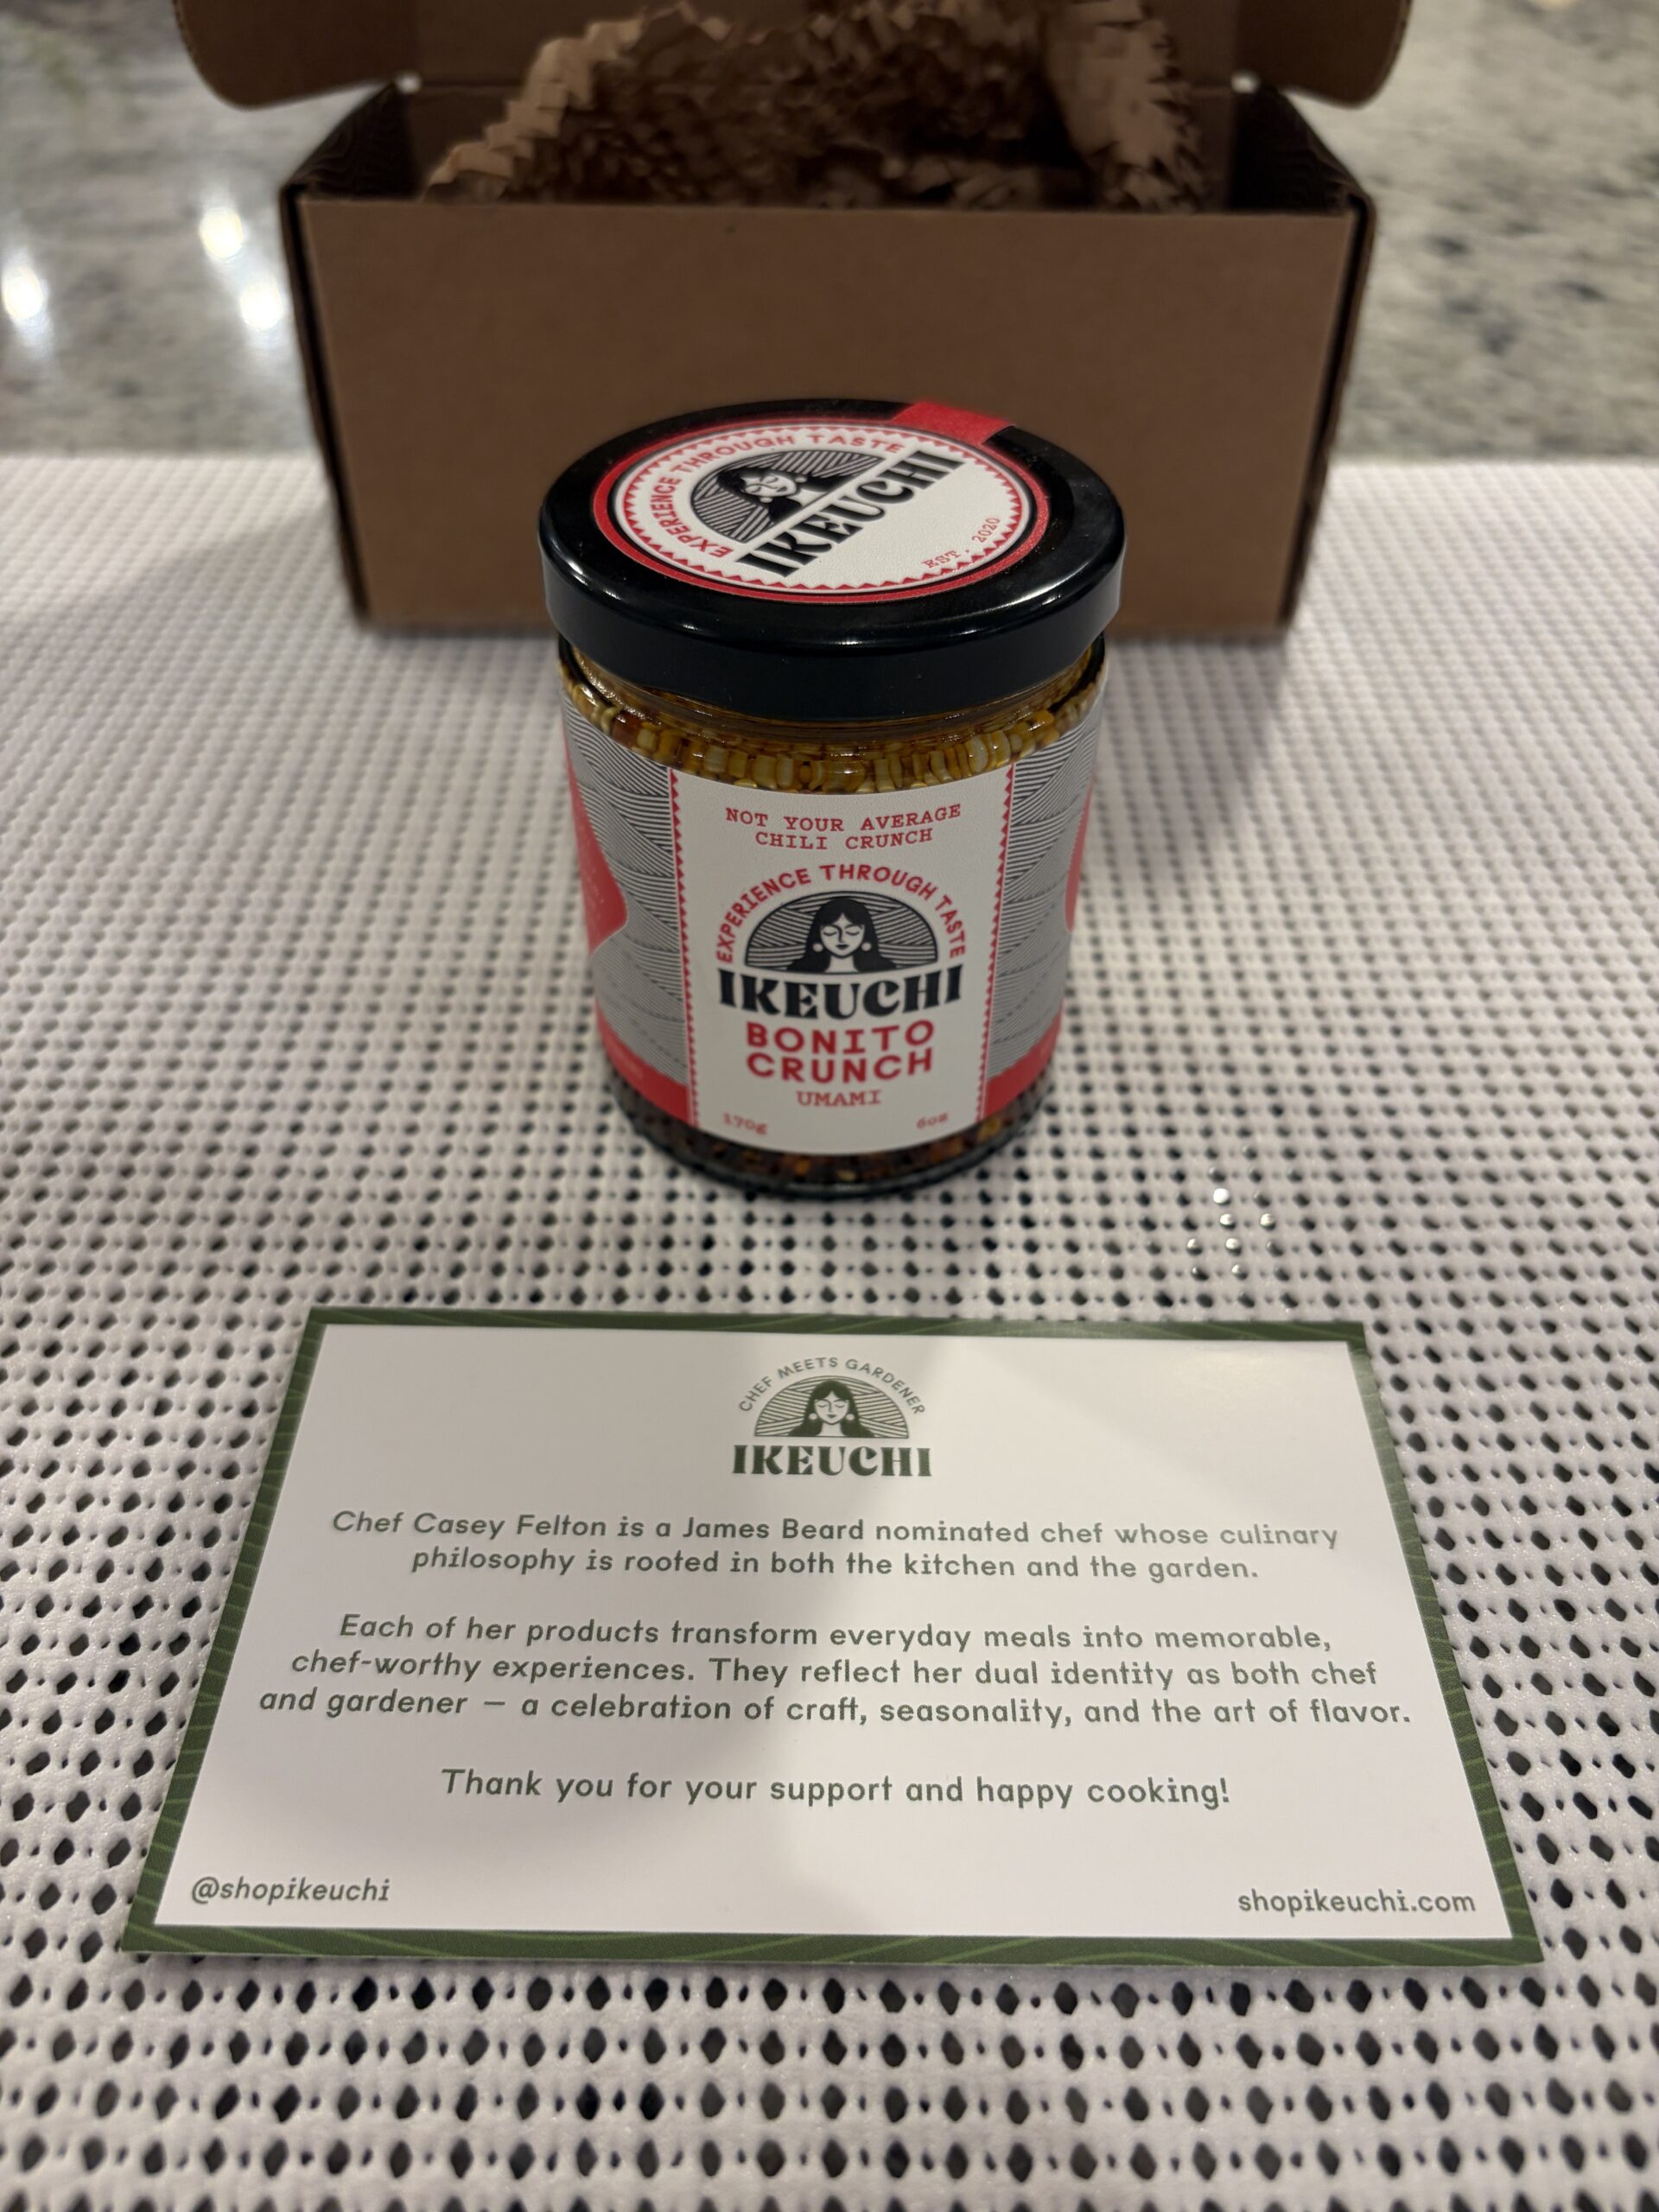 EXPERIENCE THROUGH TASTE
IKEUCHI
EST. 2020
NOT YOUR AVERAGE
CHILI CRUNCH
EXPERIENCE THROUGH TASTE
IKEUCHI
BONITO
CRUNCH
UMAMI
170g 6oz
CHEF MEETS GARDENER
IKEUCHI
Chef Casey Felton is a James Beard nominated chef whose culinary
philosophy is rooted in both the kitchen and the garden.
Each of her products transform everyday meals into memorable,
chef-worthy experiences. They reflect her dual identity as both chef
and gardener — a celebration of craft, seasonality, and the art of flavor.
Thank you for your support and happy cooking!
@shopikeuchi shopikeuchi.com